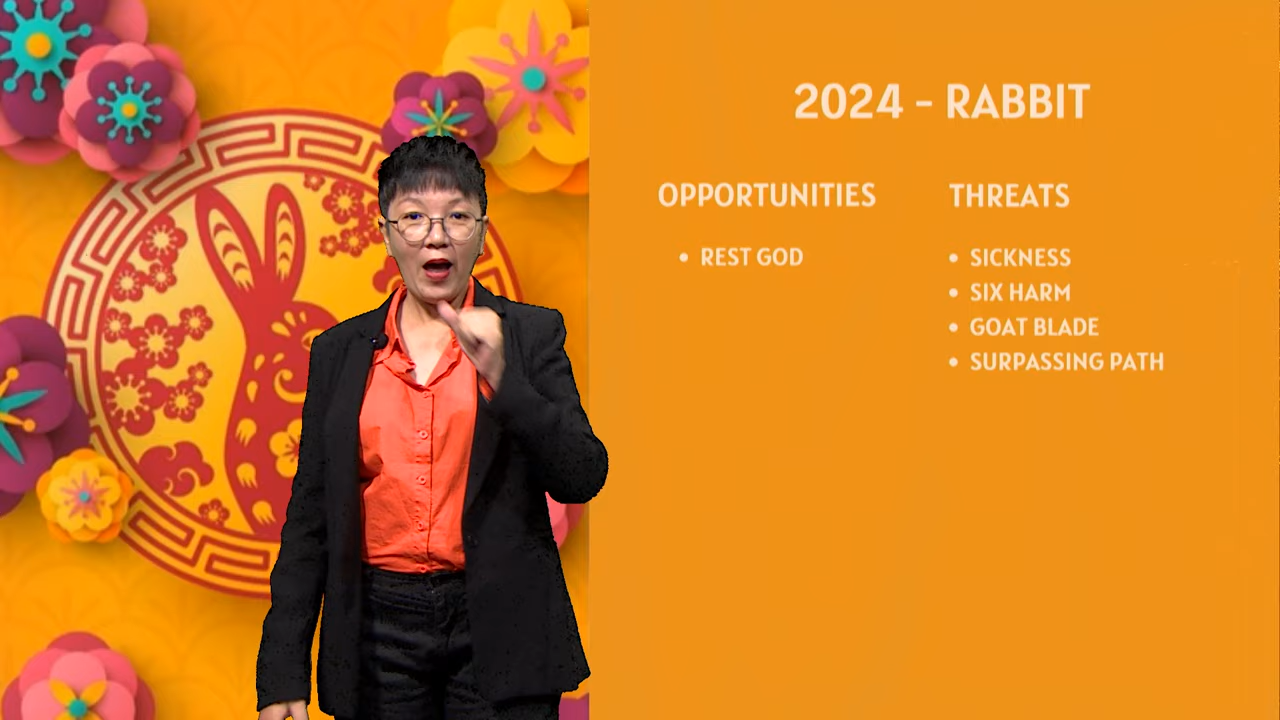 2024 - RABBIT
OPPORTUNITIES
• REST GOD
THREATS
• SICKNESS
• SIX HARM
• GOAT BLADE
• SURPASSING PATH